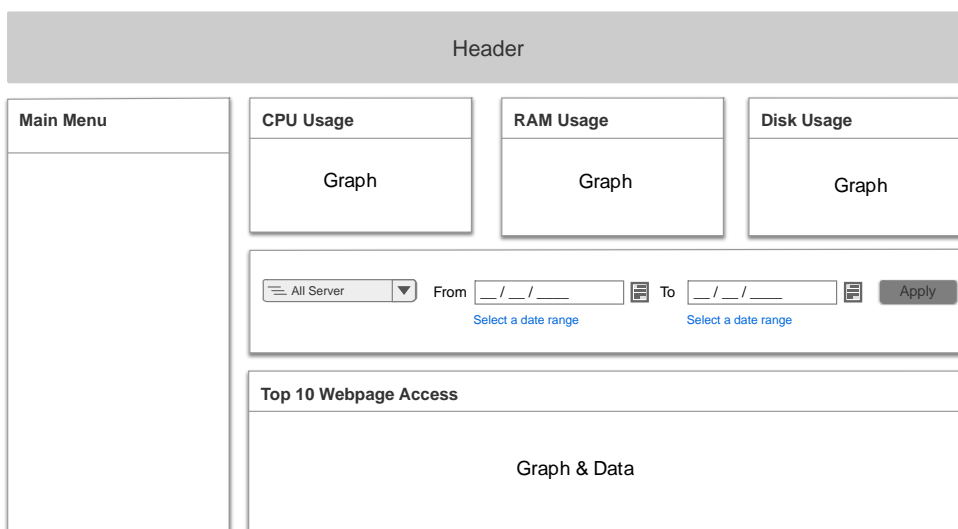 Header
Main Menu
CPU Usage
RAM Usage
Disk Usage
Graph
Graph
Graph
All Server
From
__ / __ / ____
To
__ / __ / ____
Apply
Select a date range
Select a date range
Top 10 Webpage Access
Graph & Data